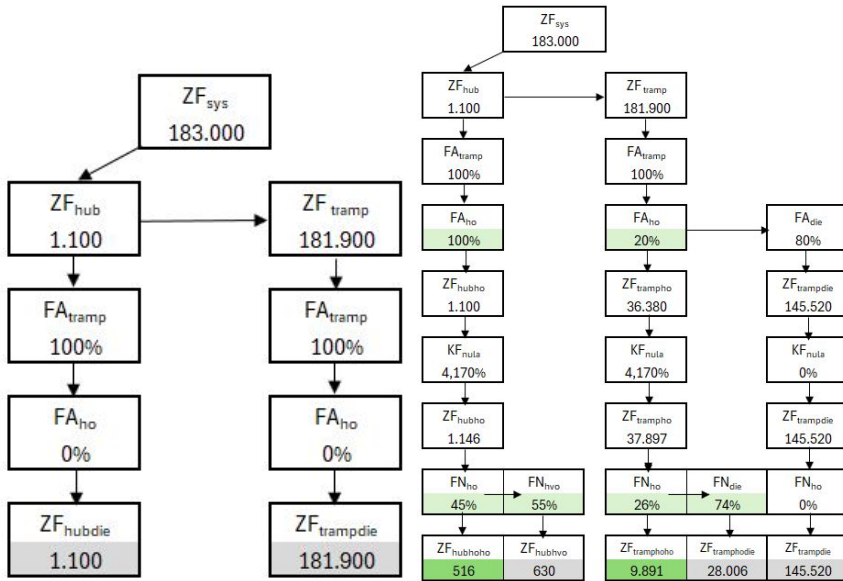 ZFsys
183.000
ZFhub
1.100
ZF tramp
181.900
FAtramp
100%
FAtramp
100%
FAho
0%
FAho
0%
ZFhubdie
1.100
ZFtrampdie
181.900
ZFsys
183.000
ZFhub
1.100
ZF tramp
181.900
FAtramp
100%
FAtramp
100%
FAho
100%
FAho
20%
FAdie
80%
ZFhubho
1.100
ZFtrampho
36.380
ZFtrampdie
145.520
KFnula
4,170%
KFnula
4,170%
KFnula
0%
ZFhubho
1.146
ZFtrampho
37.897
ZFtrampdie
145.520
FNho
45%
FNhvo
55%
FNho
26%
FNdie
74%
FNho
0%
ZFhubhoho
516
ZFhubhvo
630
ZFtramphoho
9.891
ZFtramphodie
28.006
ZFtrampdie
145.520